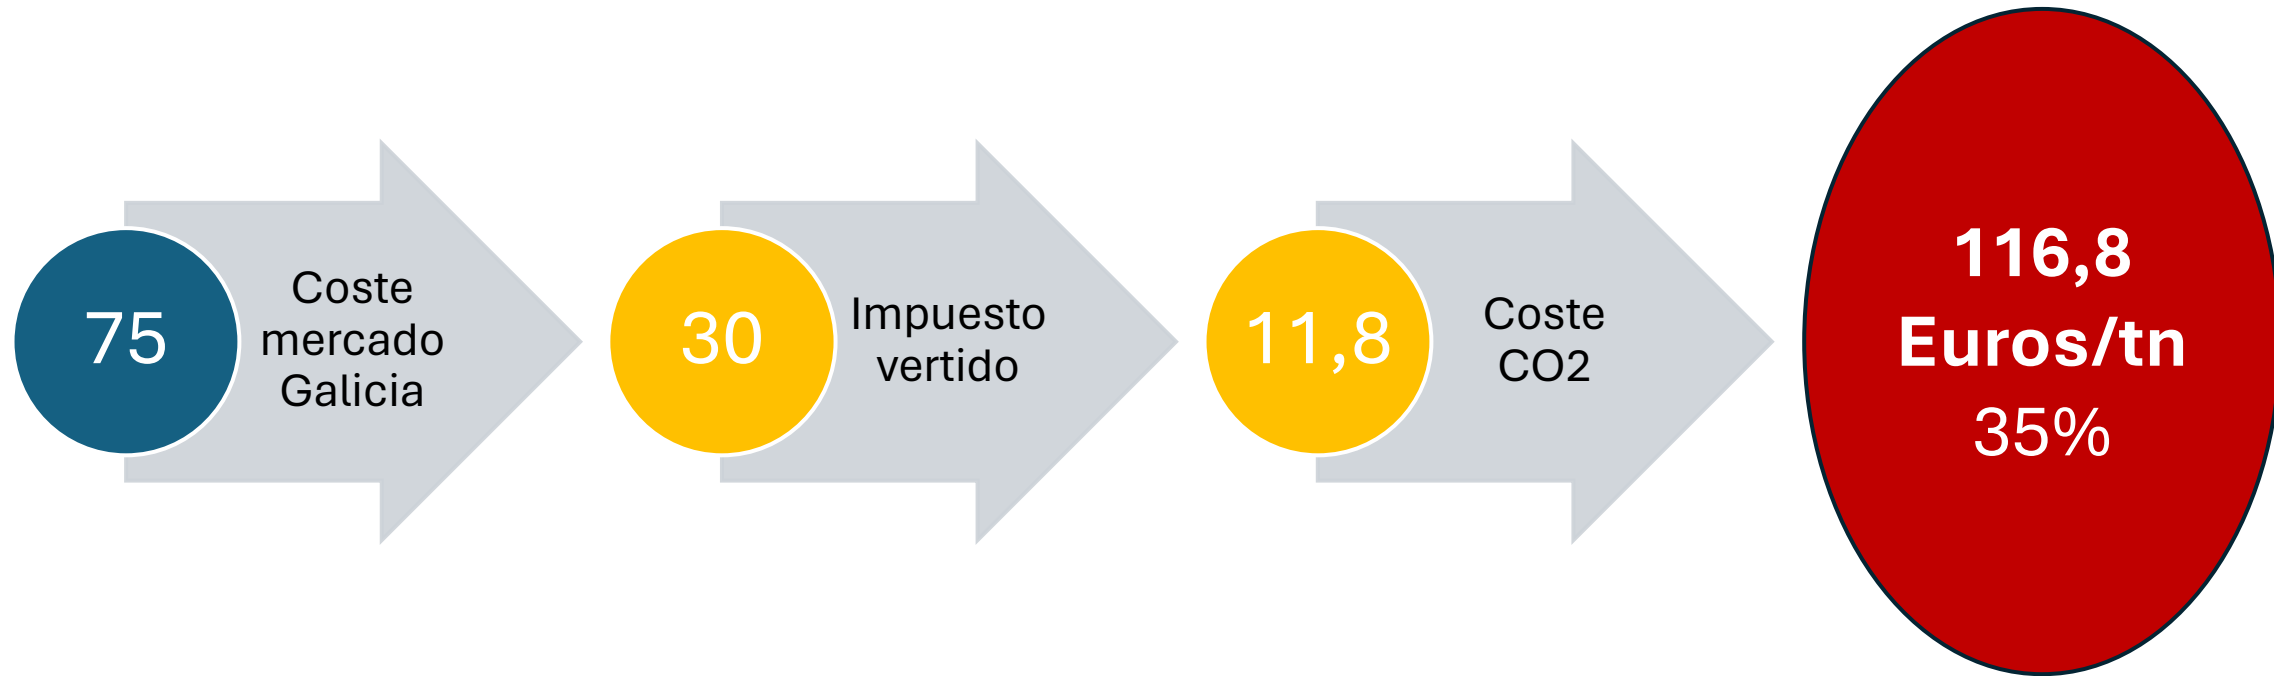 75
Coste
mercado
Galicia
30
Impuesto
vertido
11,8
Coste
CO2
116,8
Euros/tn
35%